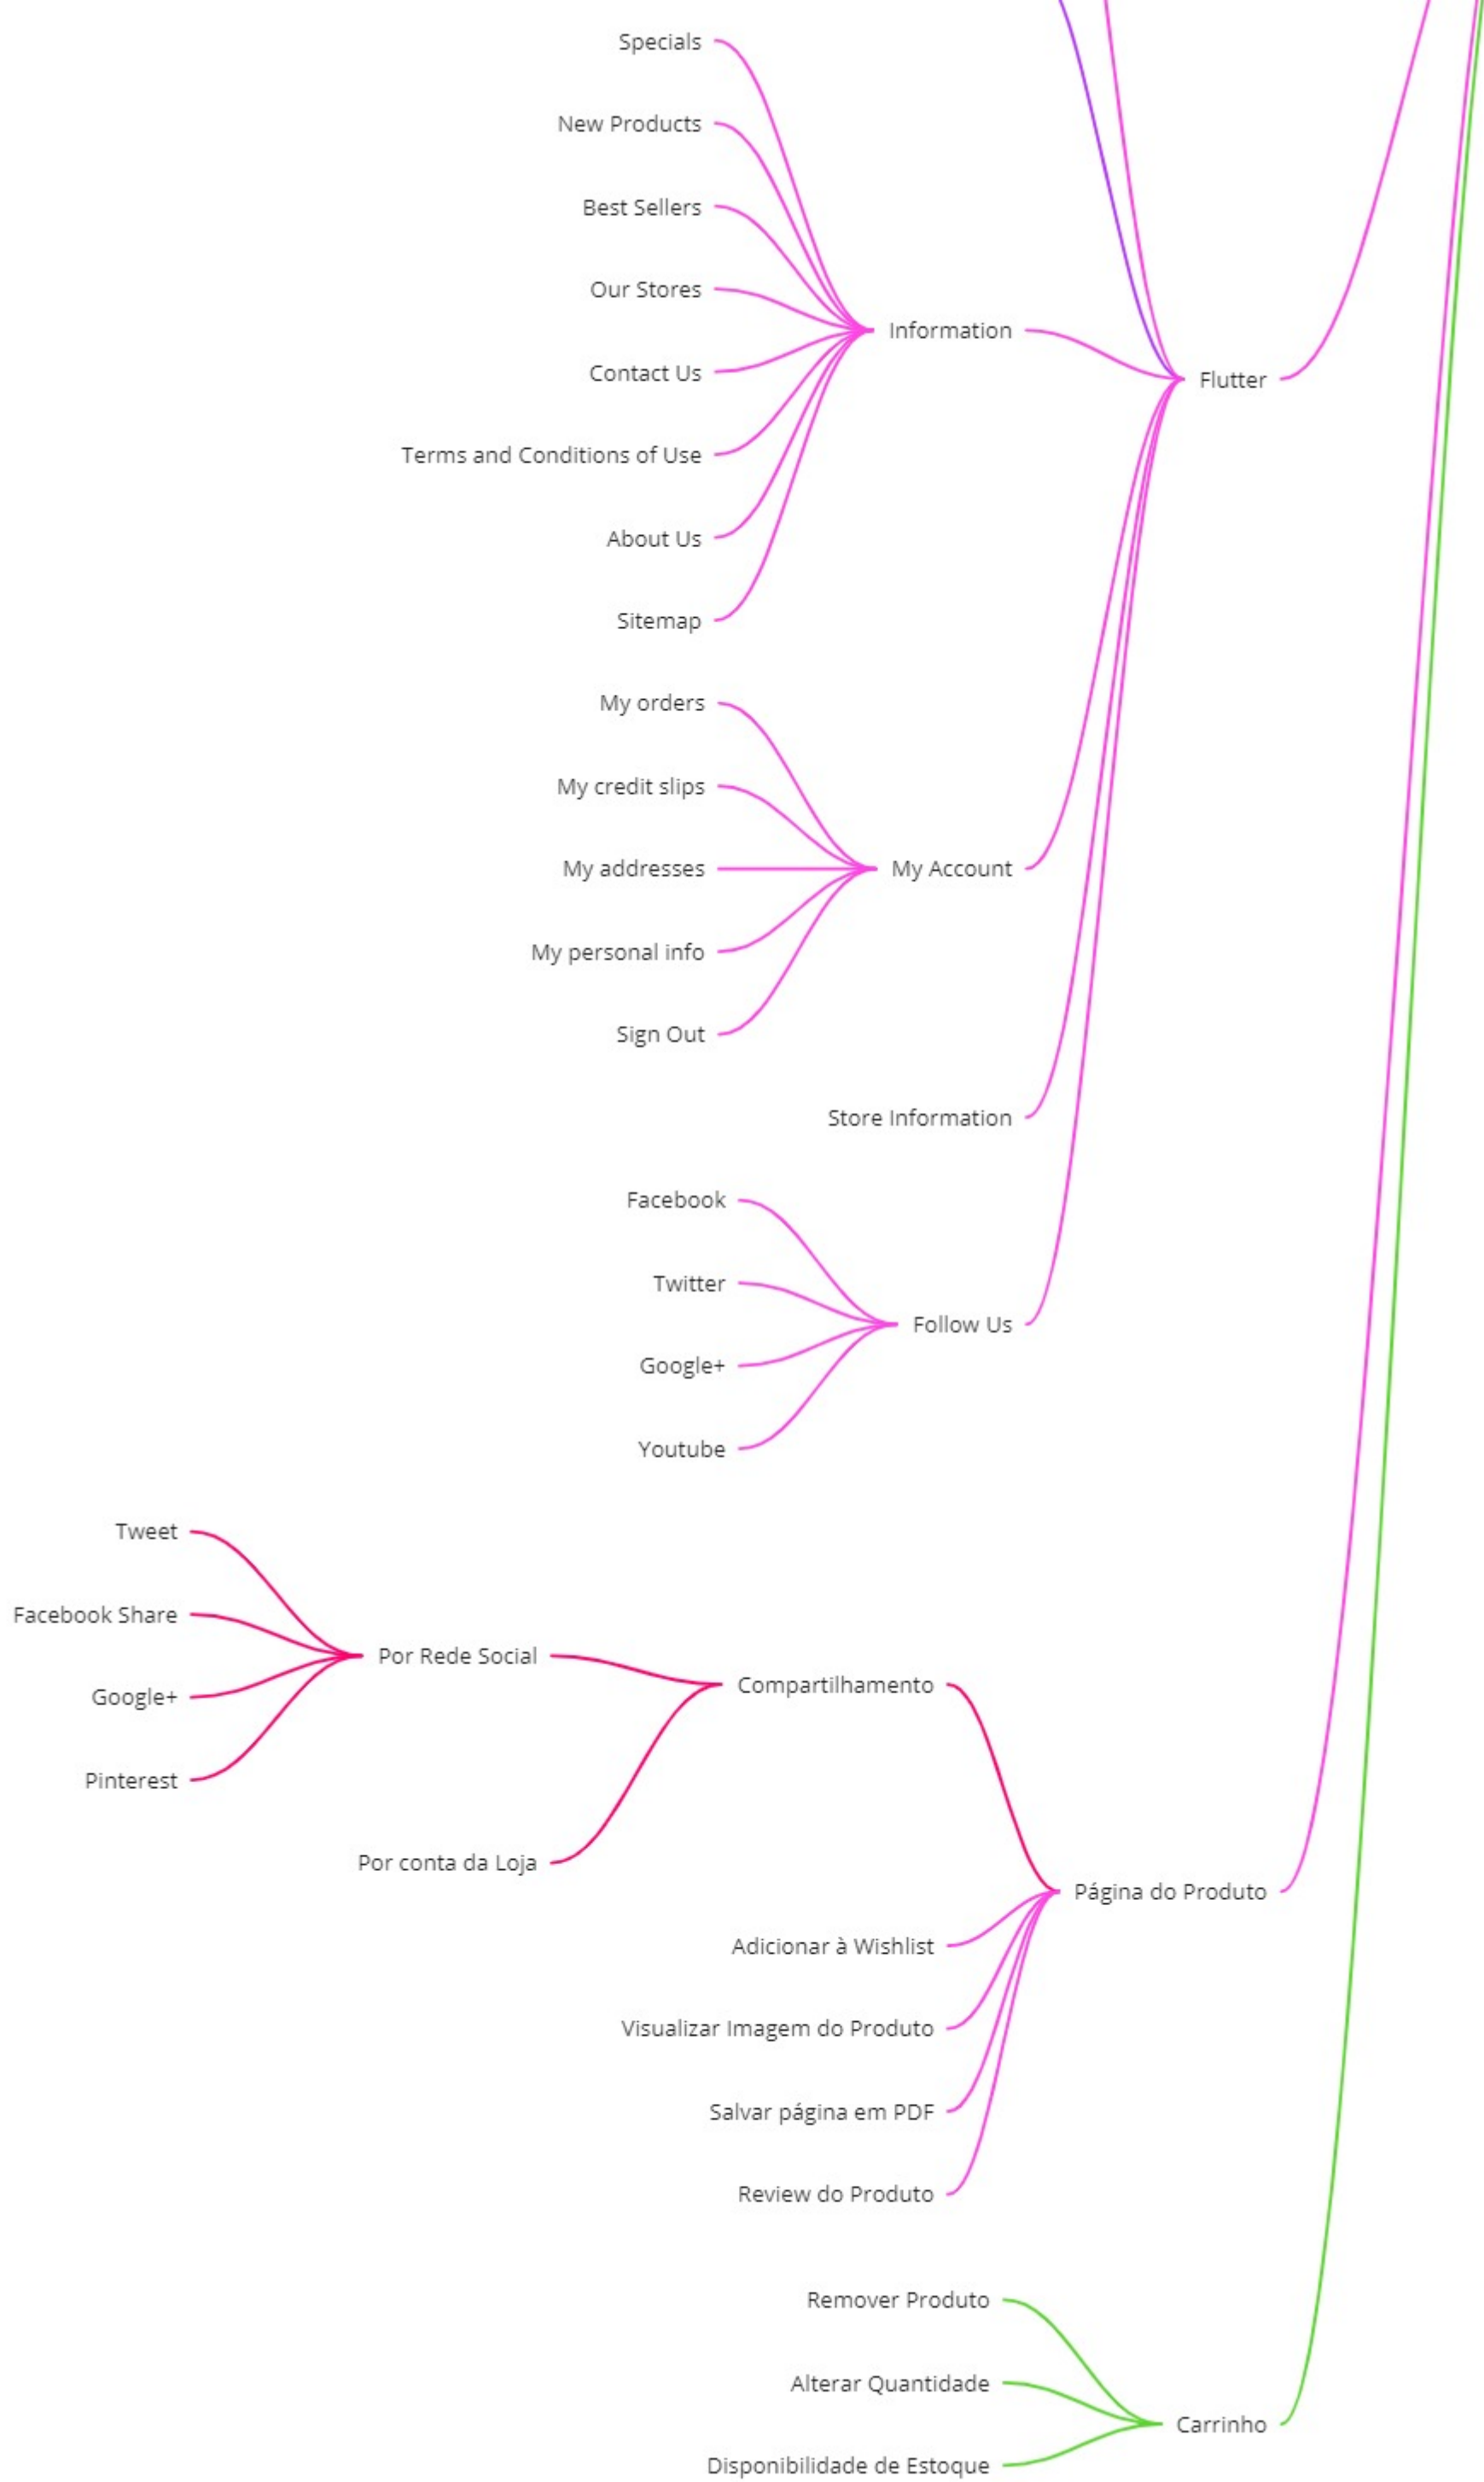 Specials
New Products
Best Sellers
Our Stores
Contact Us
Terms and Conditions of Use
About Us
Sitemap
Information
Flutter
My orders
My credit slips
My addresses
My personal info
Sign Out
My Account
Store Information
Facebook
Twitter
Google+
Youtube
Follow Us
Tweet
Facebook Share
Google+
Pinterest
Por Rede Social
Por conta da Loja
Compartilhamento
Adicionar à Wishlist
Visualizar Imagem do Produto
Salvar página em PDF
Review do Produto
Página do Produto
Remover Produto
Alterar Quantidade
Disponibilidade de Estoque
Carrinho